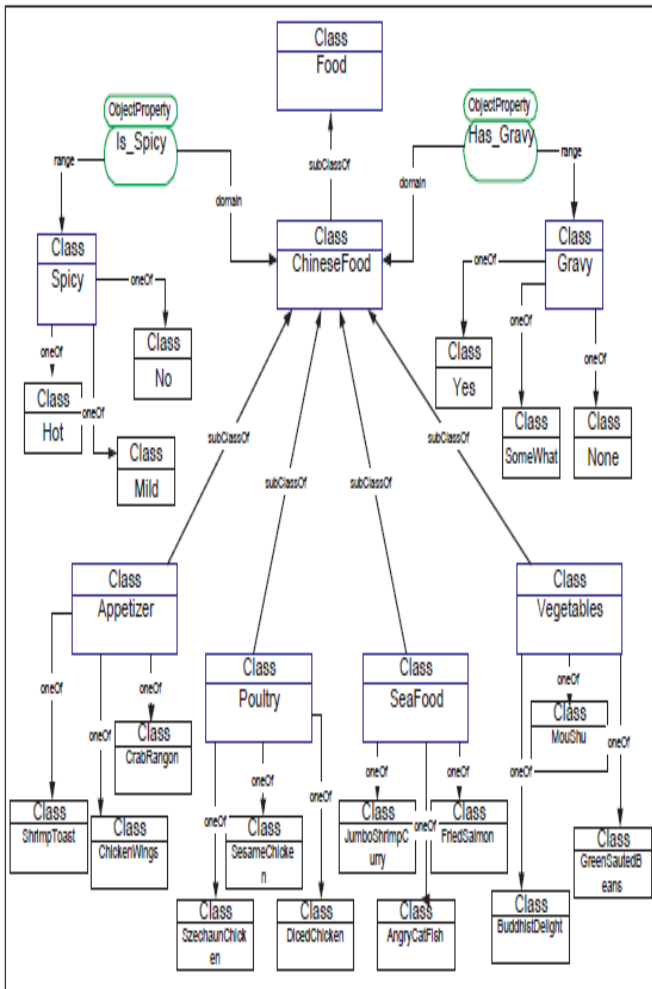 Class
Food
ObjectProperty
Is_Spicy
ObjectProperty
Has_Gravy
range
subClassOf
range
domain
domain
Class
Spicy
Class
ChineseFood
Class
Gravy
oneOf
oneOf
oneOf
oneOf
oneOf
oneOf
Class
No
Class
Yes
Class
Hot
Class
SomeWhat
Class
None
Class
Mild
subClassOf
subClassOf
subClassOf
subClassOf
Class
Appetizer
Class
Vegetables
Class
Poultry
Class
SeaFood
oneOf
oneOf
oneOf
oneOf
oneOf
oneOf
Class
CrabRangon
Class
MouShu
oneOf
oneOf
oneOf
oneOf
oneOf
oneOf
Class
ShrimpToast
Class
ChickenWings
Class
SesameChicke
n
Class
JumboShrimpC
urry
Class
FriedSalmon
Class
GreenSautedB
eans
Class
SzechaunChick
en
Class
DicedChicken
Class
AngryCatFish
Class
BuddhistDelight